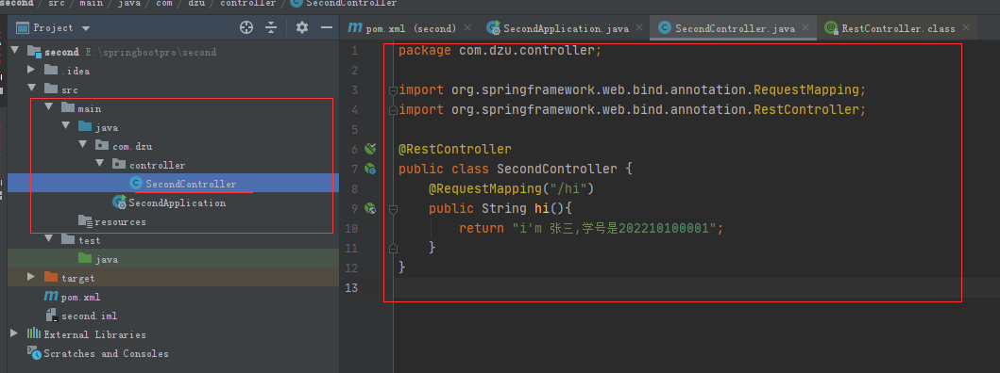 second / src / main / java / com / dzu / controller / SecondController
Project
pom.xml (second)
SecondApplication.java
SecondController.java
RestController.class
second E:\springbootpro\second
.idea
src
main
java
com.dzu
controller
SecondController
SecondApplication
resources
test
java
target
pom.xml
second.iml
External Libraries
Scratches and Consoles
1 package com.dzu.controller;
2
3 import org.springframework.web.bind.annotation.RequestMapping;
4 import org.springframework.web.bind.annotation.RestController;
5
6 @RestController
7 public class SecondController {
8 @RequestMapping("/hi")
9 public String hi(){
10 return "i'm 张三,学号是202210100001";
11 }
12 }
13